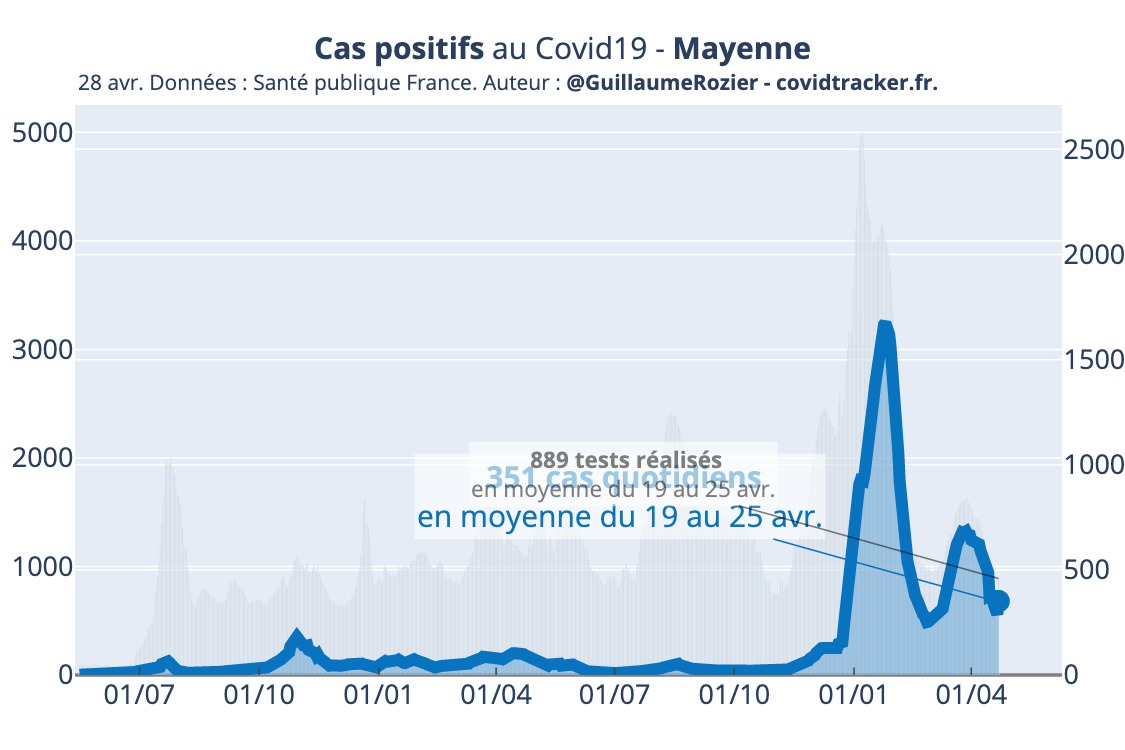 Cas positifs au Covid19 - Mayenne
28 avr. Données : Santé publique France. Auteur : @GuillaumeRozier - covidtracker.fr.
5000
4000
3000
2000
1000
0
2500
2000
1500
1000
500
0
889 tests réalisés
351 cas quotidiens
en moyenne du 19 au 25 avr.
en moyenne du 19 au 25 avr.
01/07 01/10 01/01 01/04 01/07 01/10 01/01 01/04